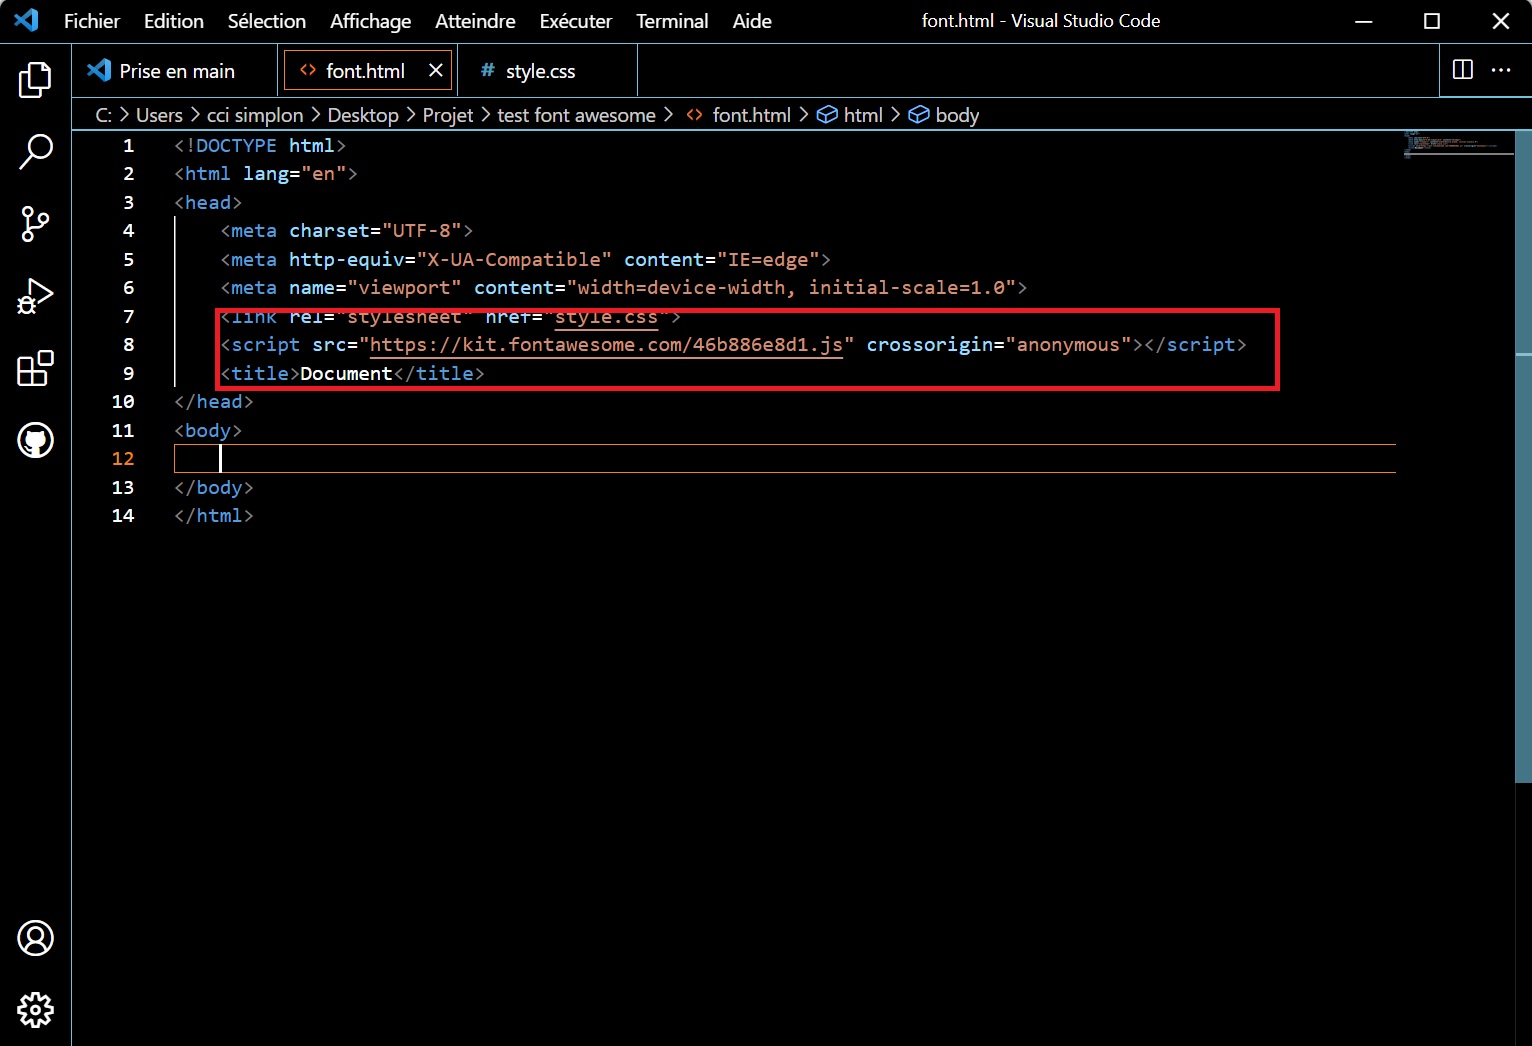 Fichier Edition Sélection Affichage Atteindre Exécuter Terminal Aide font.html - Visual Studio Code
Prise en main font.html # style.css
C: > Users > cci simplon > Desktop > Projet > test font awesome > <> font.html > html > body
1 <!DOCTYPE html>
2 <html lang="en">
3 <head>
4 <meta charset="UTF-8">
5 <meta http-equiv="X-UA-Compatible" content="IE=edge">
6 <meta name="viewport" content="width=device-width, initial-scale=1.0">
7 <link rel="stylesheet" href="style.css">
8 <script src="https://kit.fontawesome.com/46b886e8d1.js" crossorigin="anonymous"></script>
9 <title>Document</title>
10 </head>
11 <body>
12
13 </body>
14 </html>